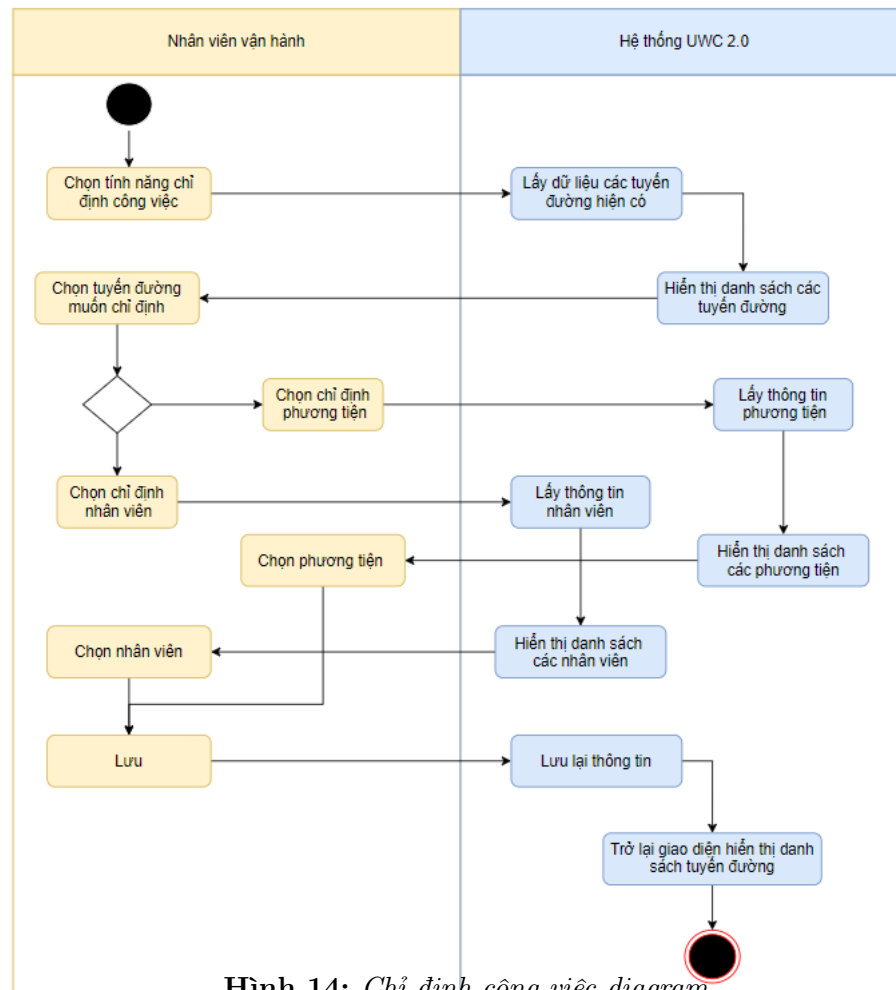 Nhân viên vận hành
Hệ thống UWC 2.0
Chọn tính năng chỉ
định công việc
Lấy dữ liệu các tuyến
đường hiện có
Chọn tuyến đường
muốn chỉ định
Hiển thị danh sách các
tuyến đường
Chọn chỉ định
phương tiện
Lấy thông tin
phương tiện
Chọn chỉ định
nhân viên
Lấy thông tin
nhân viên
Chọn phương tiện
Hiển thị danh sách
các phương tiện
Chọn nhân viên
Hiển thị danh sách
các nhân viên
Lưu
Lưu lại thông tin
Trở lại giao diện hiển thị danh
sách tuyến đường
Hình 14: Chỉ định công việc diagram